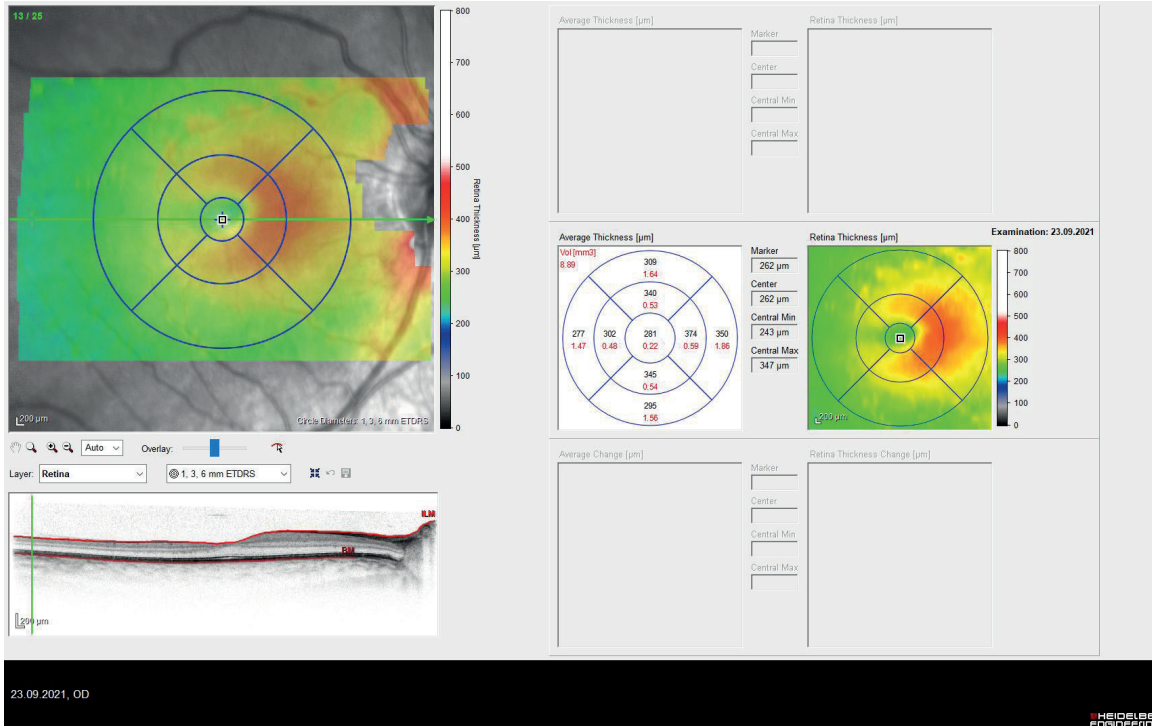 13 / 25
800
700
600
500
400
300
200
100
0
Retina Thickness [µm]
200 µm
Circle Diameters: 1, 3, 6 mm ETDRS
Auto
Overlay:
Layer: Retina
1, 3, 6 mm ETDRS
ILM
BM
200 µm
Average Thickness [µm]
Marker
Center
Central Min
Central Max
Retina Thickness [µm]
Examination: 23.09.2021
Average Thickness [µm]
Vol [mm3]
8.89
309
1.64
340
0.53
277
1.47
302
0.48
281
0.22
374
0.59
350
1.86
345
0.54
295
1.56
Marker
262 µm
Center
262 µm
Central Min
243 µm
Central Max
347 µm
Retina Thickness [µm]
200 µm
800
700
600
500
400
300
200
100
0
Average Change [µm]
Marker
Center
Central Min
Central Max
Retina Thickness Change [µm]
23.09.2021, OD
HEIDELBE
ENGINEERIN